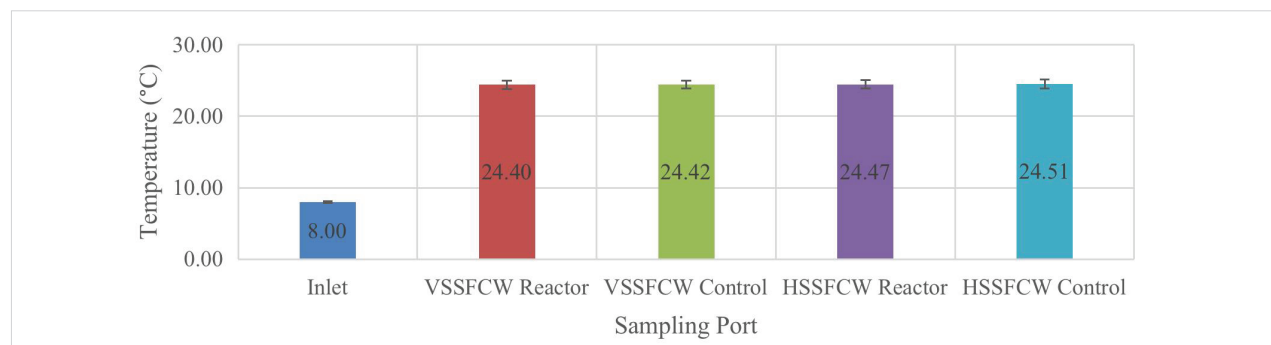 30.00
20.00
10.00
0.00
Temperature (°C)
8.00
24.40
24.42
24.47
24.51
Inlet
VSSFCW Reactor
VSSFCW Control
HSSFCW Reactor
HSSFCW Control
Sampling Port